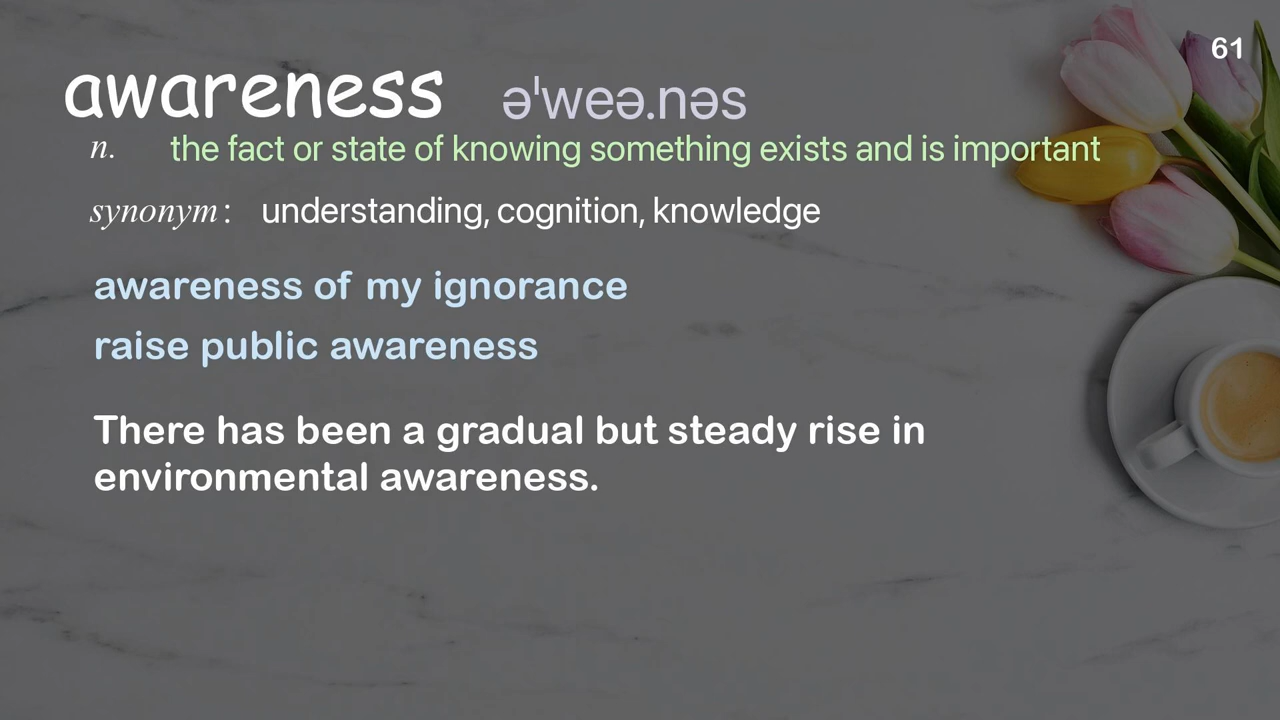 61
awareness əˈweə.nəs
n. the fact or state of knowing something exists and is important
synonym: understanding, cognition, knowledge
awareness of my ignorance
raise public awareness
There has been a gradual but steady rise in
environmental awareness.